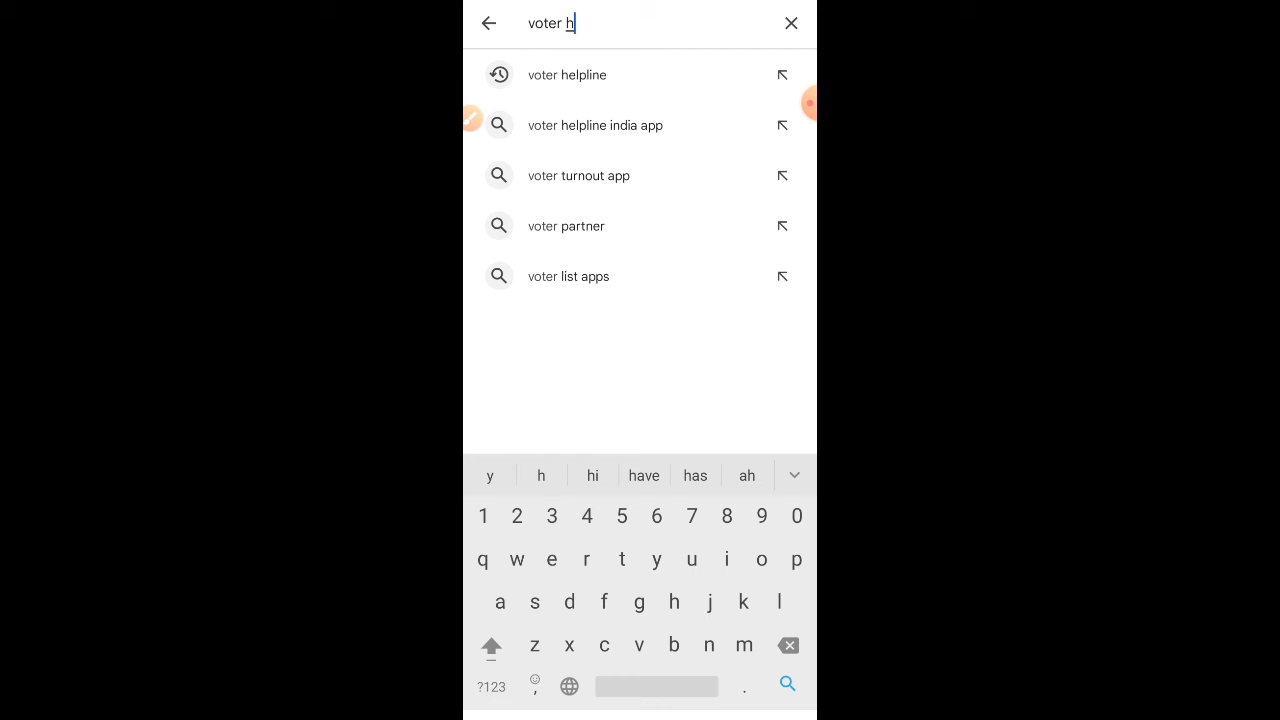 voter h
voter helpline
voter helpline india app
voter turnout app
voter partner
voter list apps
y h hi have has ah
1 2 3 4 5 6 7 8 9 0
q w e r t y u i o p
a s d f g h j k l
z x c v b n m
?123 , .